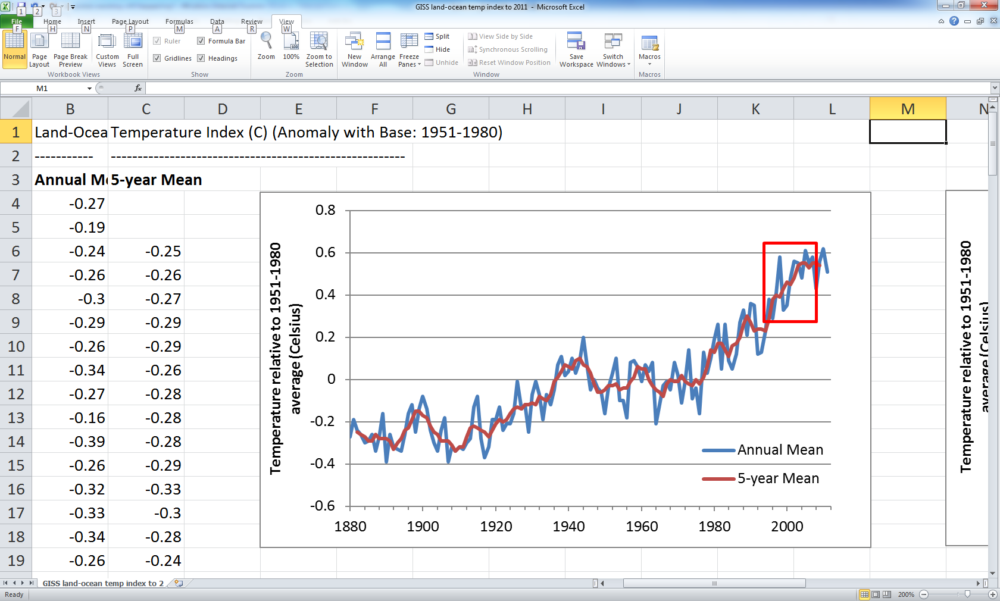 GISS land-ocean temp index to 2011 - Microsoft Excel
1 2 3
File Home Insert Page Layout Formulas Data Review View
F H N P M A R W
Normal Page Layout Page Break Preview Custom Views Full Screen
Workbook Views
Ruler Formula Bar
Gridlines Headings
Show
Zoom 100% Zoom to Selection
100
Zoom
New Window Arrange All Freeze Panes
Split
Hide
Unhide
View Side by Side
Synchronous Scrolling
Reset Window Position
Window
Save Workspace Switch Windows
Macros
Macros
M1 fx
B C D E F G H I J K L M N
1 Land-Ocea Temperature Index (C) (Anomaly with Base: 1951-1980)
2 ----------- ------------------------------------------------------
3 Annual Me 5-year Mean
4 -0.27
5 -0.19
6 -0.24 -0.25
7 -0.26 -0.26
8 -0.3 -0.27
9 -0.29 -0.29
10 -0.26 -0.29
11 -0.34 -0.26
12 -0.27 -0.28
13 -0.16 -0.28
14 -0.39 -0.28
15 -0.26 -0.29
16 -0.32 -0.33
17 -0.33 -0.3
18 -0.34 -0.28
19 -0.26 -0.24
Temperature relative to 1951-1980
average (Celsius)
0.8
0.6
0.4
0.2
0
-0.2
-0.4
-0.6
1880 1900 1920 1940 1960 1980 2000
Annual Mean
5-year Mean
Temperature relative to 1951-1980
average (Celsius)
GISS land-ocean temp index to 2
Ready
200%